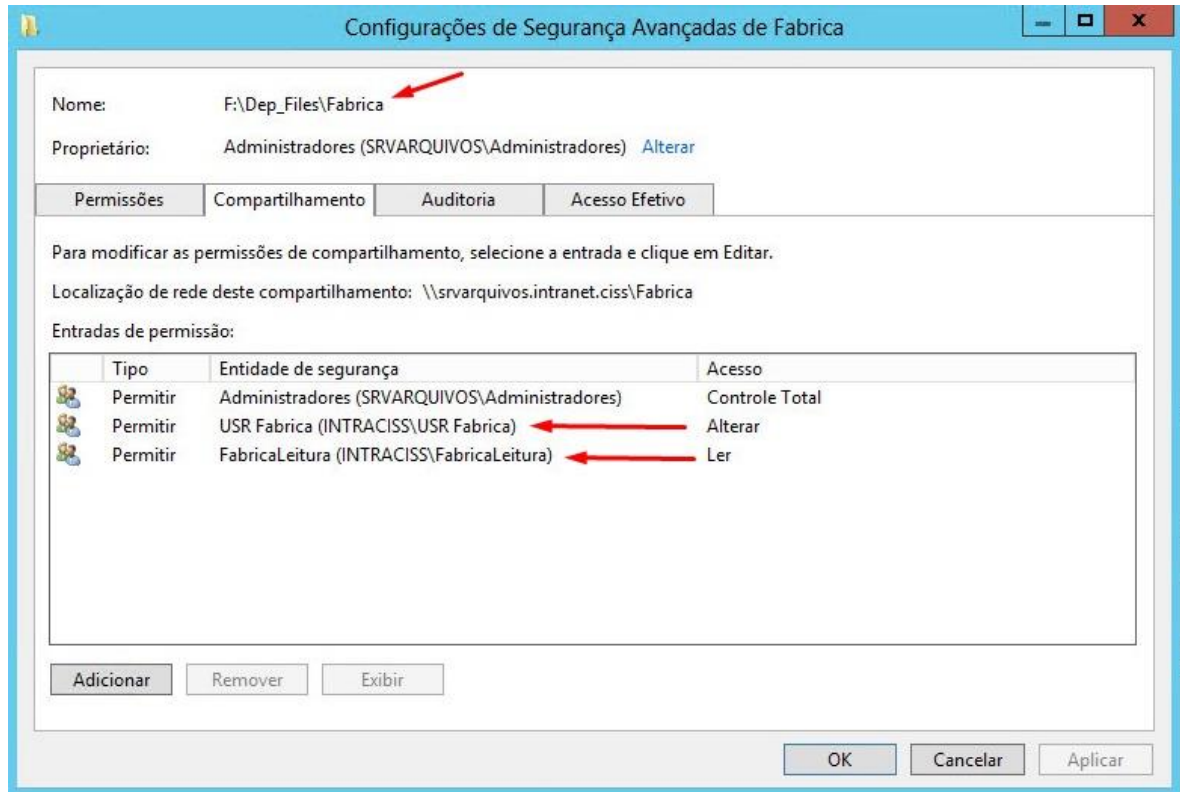 Configurações de Segurança Avançadas de Fabrica
Nome: F:\Dep_Files\Fabrica
Proprietário: Administradores (SRVARQUIVOS\Administradores) Alterar
Permissões Compartilhamento Auditoria Acesso Efetivo
Para modificar as permissões de compartilhamento, selecione a entrada e clique em Editar.
Localização de rede deste compartilhamento: \\srvarquivos.intranet.ciss\Fabrica
Entradas de permissão:
Tipo Entidade de segurança Acesso
Permitir Administradores (SRVARQUIVOS\Administradores) Controle Total
Permitir USR Fabrica (INTRACISS\USR Fabrica) Alterar
Permitir FabricaLeitura (INTRACISS\FabricaLeitura) Ler
Adicionar Remover Exibir
OK Cancelar Aplicar